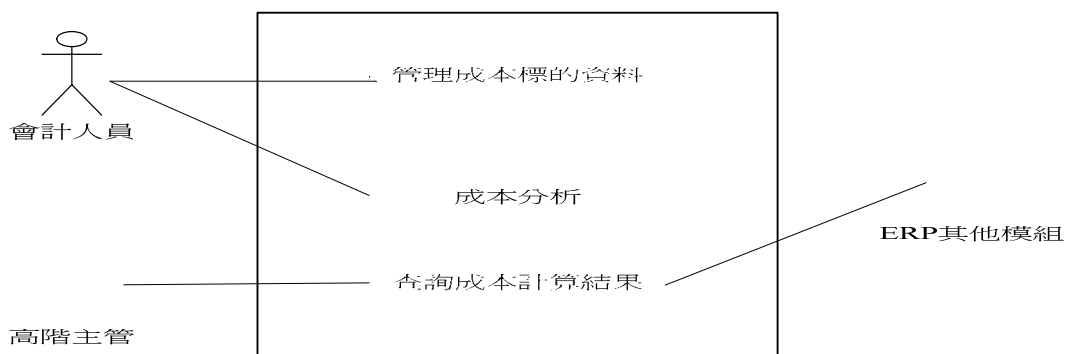 管理成本標的資料
會計人員
成本分析
ERP其他模組
查詢成本計算結果
高階主管